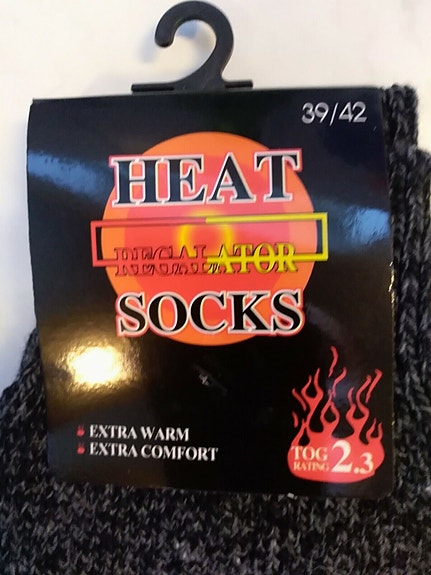 39/42
HEAT
REGALATOR
SOCKS
EXTRA WARM
EXTRA COMFORT
TOG
RATING 2.3